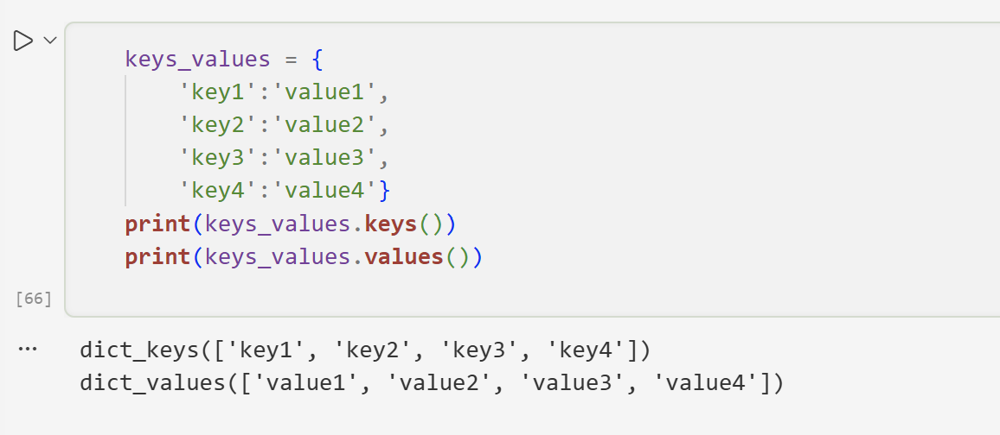 keys_values = {
    'key1':'value1',
    'key2':'value2',
    'key3':'value3',
    'key4':'value4'}
print(keys_values.keys())
print(keys_values.values())
[66]
...
dict_keys(['key1', 'key2', 'key3', 'key4'])
dict_values(['value1', 'value2', 'value3', 'value4'])